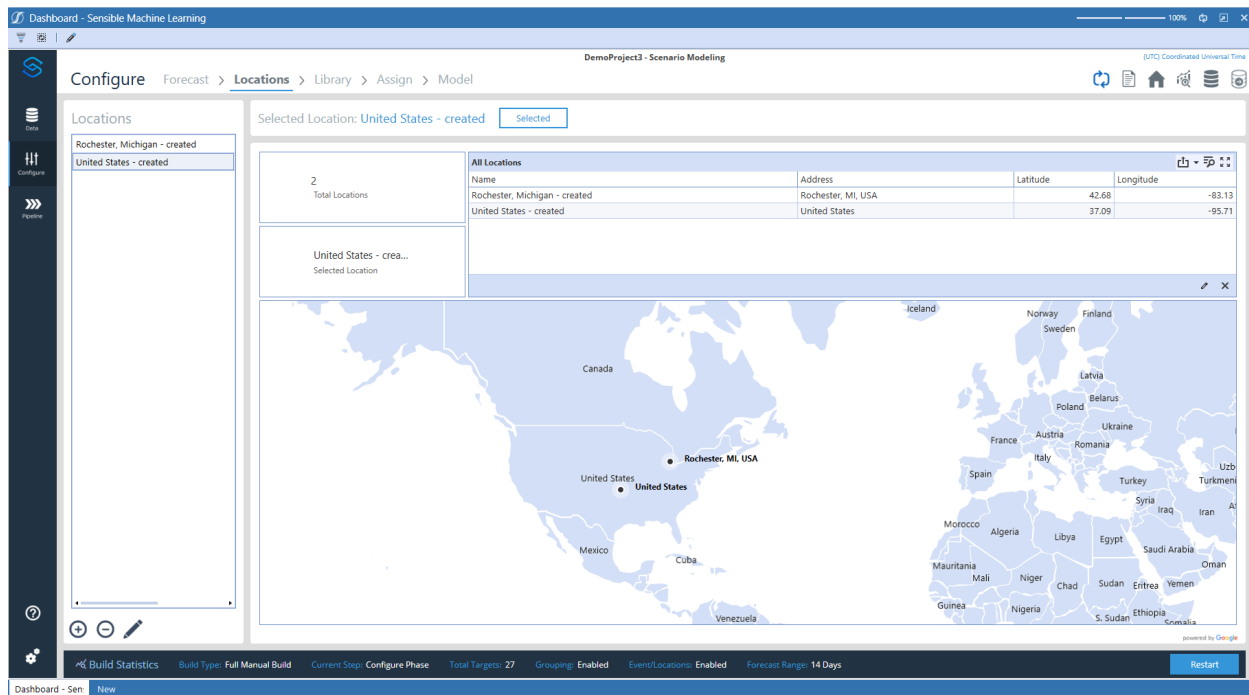 Dashboard - Sensible Machine Learning
100%
DemoProject3 - Scenario Modeling
(UTC) Coordinated Universal Time
Configure Forecast > Locations > Library > Assign > Model
Data
Configure
Pipeline
Locations
Rochester, Michigan - created
United States - created
Selected Location: United States - created
Selected
2
Total Locations
United States - crea...
Selected Location
All Locations
Name Address Latitude Longitude
Rochester, Michigan - created Rochester, MI, USA 42.68 -83.13
United States - created United States 37.09 -95.71
Iceland
Norway
Finland
Sweden
Canada
Latvia
Belarus
Poland
Ukraine
France
Austria
Romania
Rochester, MI, USA
Italy
Uzb
Spain
United States
United States
Turkey
Turkmeni
Syria
Iraq
Iran
Af
Morocco
Algeria
Libya
Egypt
Saudi Arabia
Mexico
Cuba
Oman
Mauritania
Mali
Niger
Chad
Sudan
Eritrea
Yemen
Guinea
Nigeria
S. Sudan
Ethiopia
Somalia
Venezuela
powered by Google
Build Statistics Build Type: Full Manual Build Current Step: Configure Phase Total Targets: 27 Grouping: Enabled Event/Locations: Enabled Forecast Range: 14 Days Restart
Dashboard - Sen New